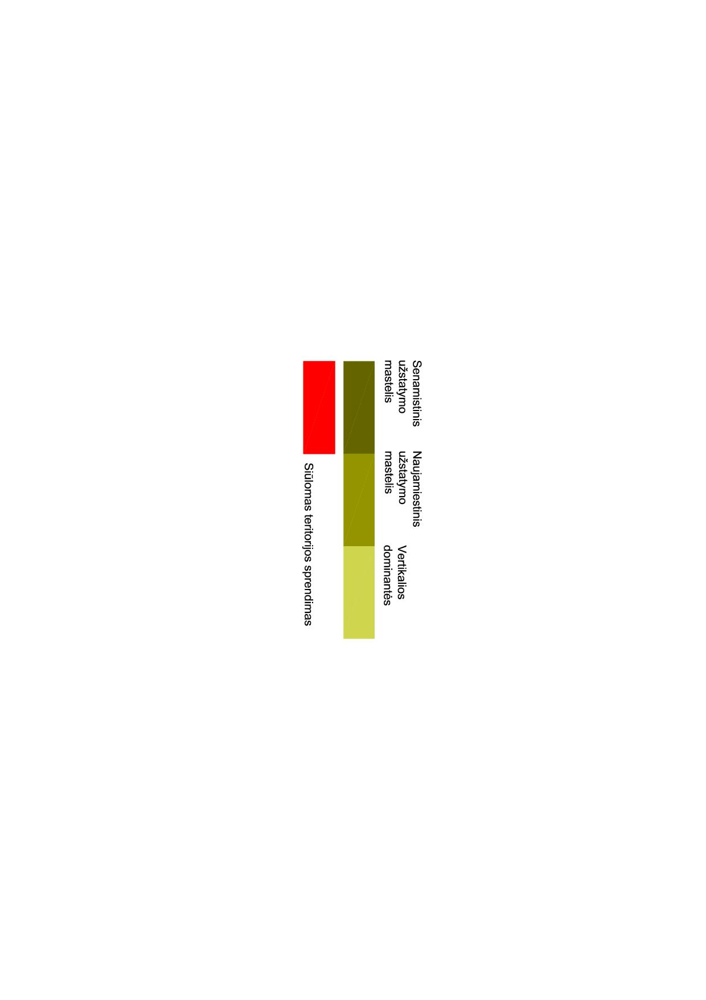 Senamistinis
užstatymo
mastelis
Naujamiestinis
užstatymo
mastelis
Vertikalios
dominantės
Siūlomas teritorijos sprendimas